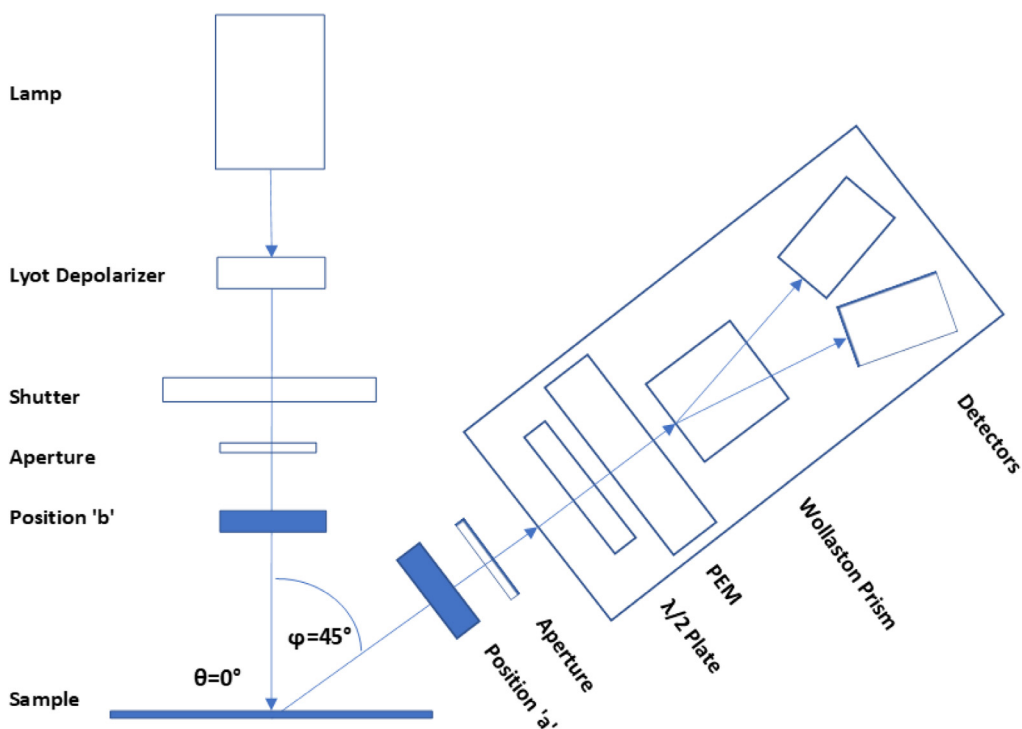 Lamp
Lyot Depolarizer
Shutter
Aperture
Position 'b'
φ=45°
θ=0°
Sample
Position 'a'
Aperture
λ/2 Plate
PEM
Wollaston Prism
Detectors